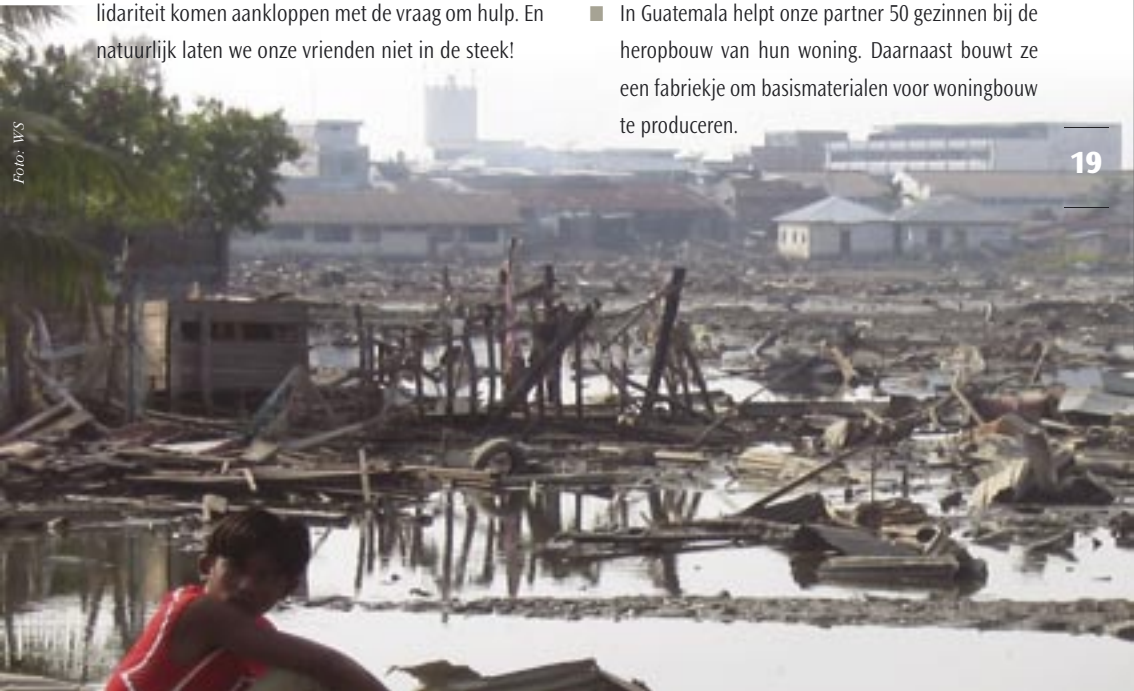 lidariteit komen aankloppen met de vraag om hulp. En
natuurlijk laten we onze vrienden niet in de steek!
In Guatemala helpt onze partner 50 gezinnen bij de
heropbouw van hun woning. Daarnaast bouwt ze
een fabriekje om basismaterialen voor woningbouw
te produceren.
Foto: WS
19